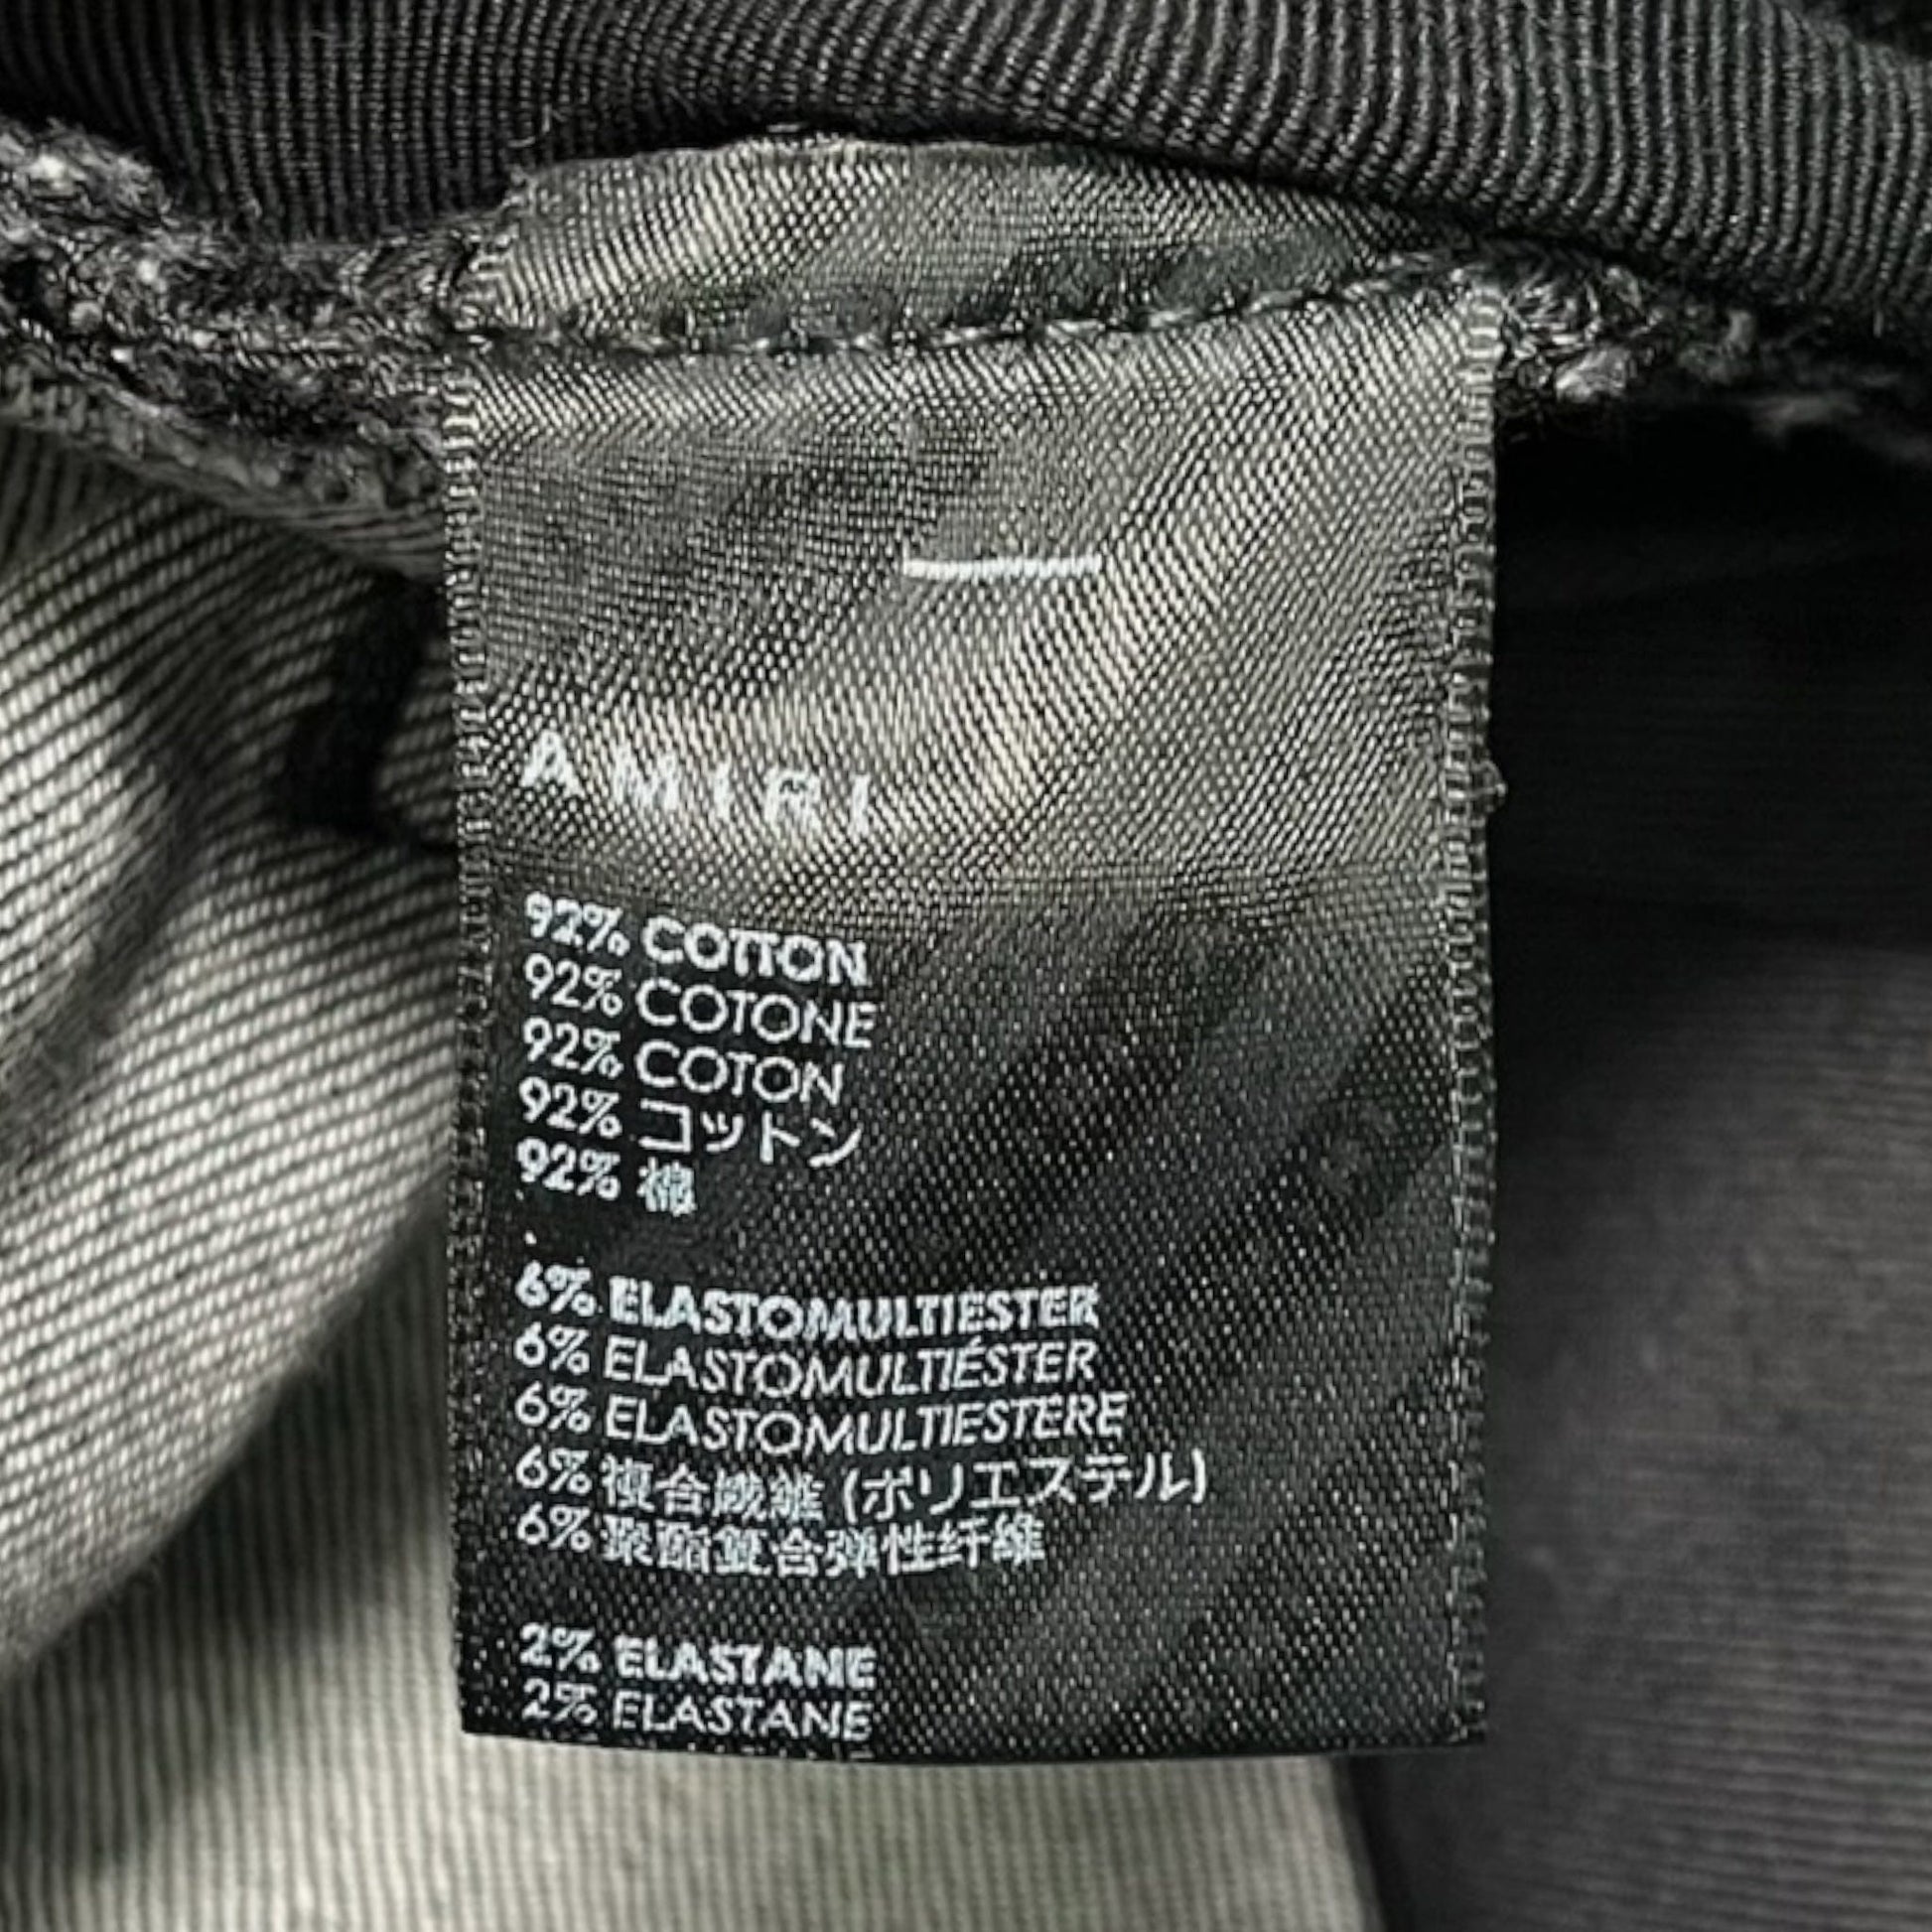 AMIRI
92% COTTON
92% COTONE
92% COTON
92% コットン
92% 棉
6% ELASTOMULTIESTER
6% ELASTOMULTIÉSTER
6% ELASTOMULTIESTERE
6% 複合繊維 (ポリエステル)
6% 聚酯复合弹性纤维
2% ELASTANE
2% ELASTANE